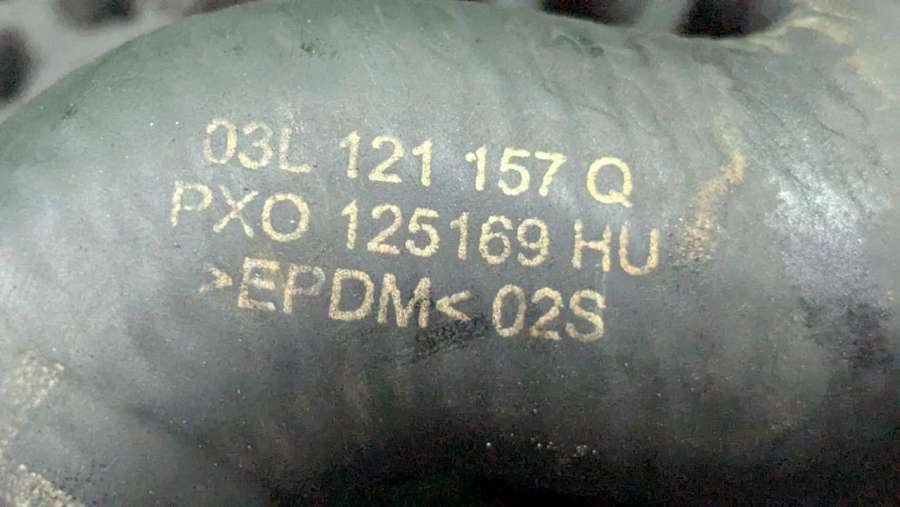 03L 121 157 Q
PXO 125169 HU
>EPDM< 02S